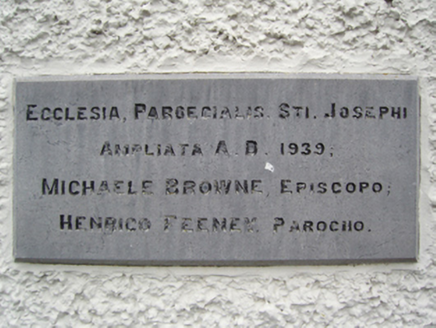 ECCLESIA, PAROECIALIS. STI. JOSEPHI
AMPLIATA A.D. 1939;
MICHAELE BROWNE, EPISCOPO;
HENRICO FEENEY, PAROCHO.